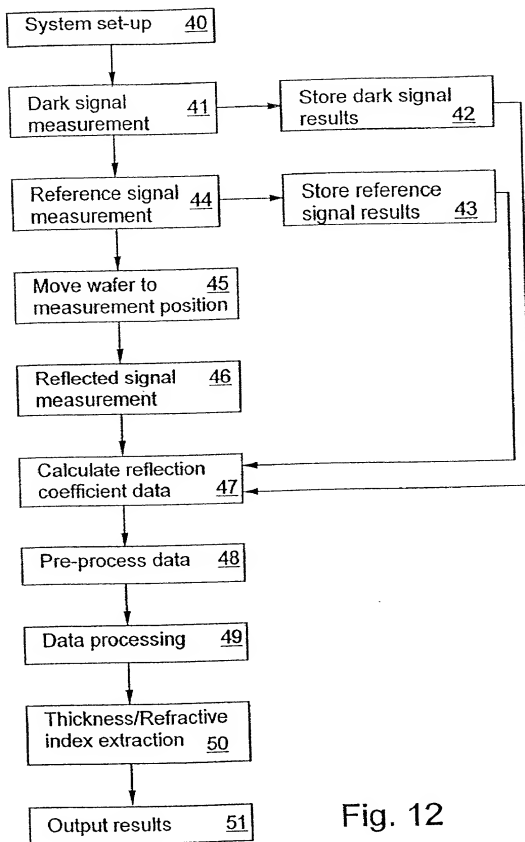 System set-up 40
Dark signal
measurement 41
Store dark signal
results 42
Reference signal
measurement 44
Store reference
signal results 43
Move wafer to 45
measurement position
Reflected signal 46
measurement
Calculate reflection
coefficient data 47
Pre-process data 48
Data processing 49
Thickness/Refractive
index extraction 50
Output results 51
Fig. 12